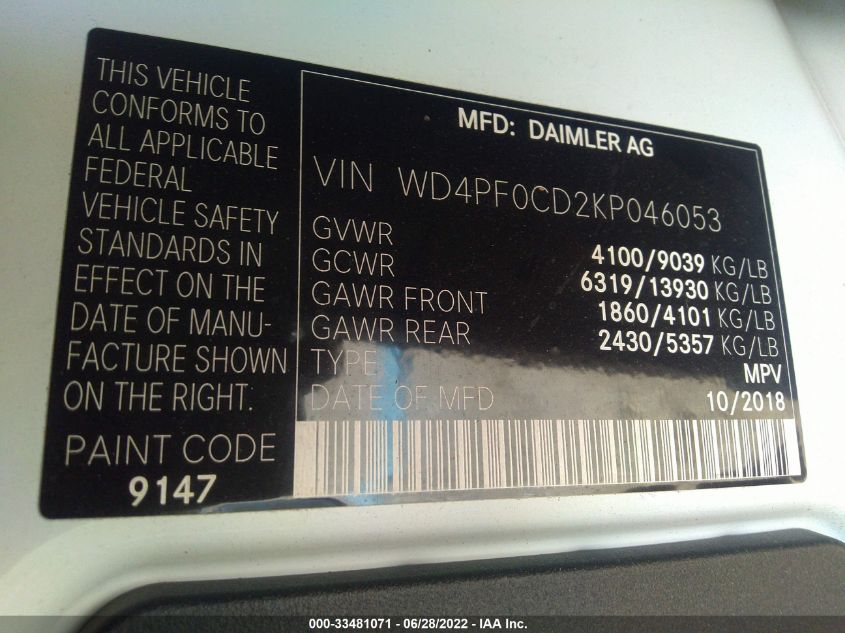 THIS VEHICLE
CONFORMS TO
ALL APPLICABLE
FEDERAL
VEHICLE SAFETY
STANDARDS IN
EFFECT ON THE
DATE OF MANU-
FACTURE SHOWN
ON THE RIGHT.
PAINT CODE
9147
MFD: DAIMLER AG
VIN WD4PF0CD2KP046053
GVWR 4100/9039 KG/LB
GCWR 6319/13930 KG/LB
GAWR FRONT 1860/4101 KG/LB
GAWR REAR 2430/5357 KG/LB
TYPE MPV
DATE OF MFD 10/2018
000-33481071 / 06/28/2022 / IAA Inc.